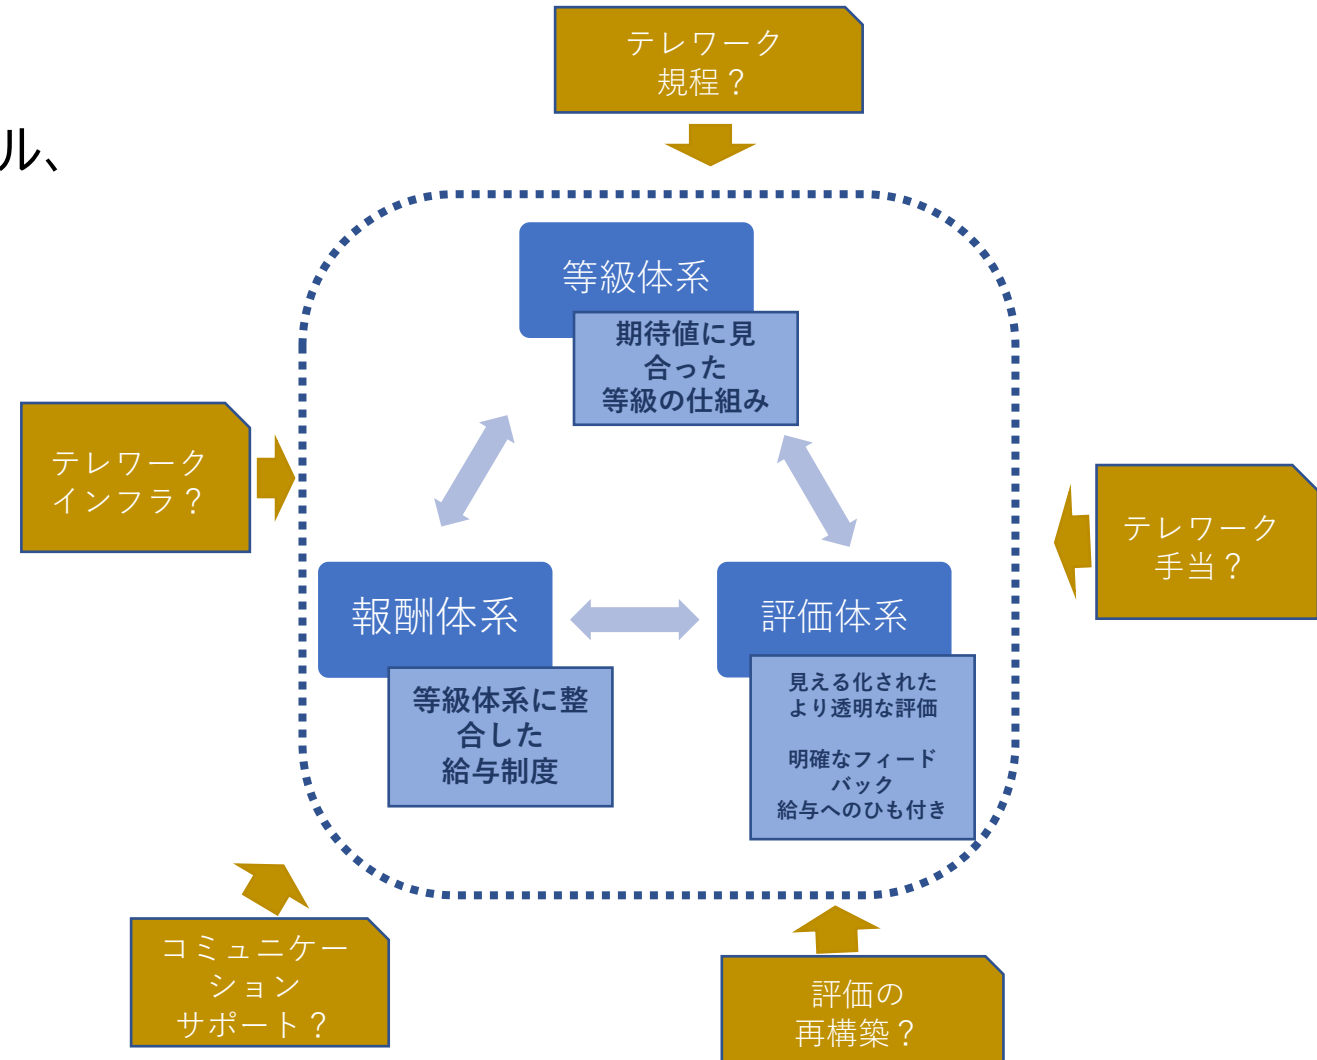 テレワーク
規程？
ル、
等級体系
期待値に見
合った
等級の仕組み
テレワーク
インフラ？
テレワーク
手当？
報酬体系
等級体系に整
合した
給与制度
評価体系
見える化された
より透明な評価
明確なフィード
バック
給与へのひも付き
コミュニケー
ション
サポート？
評価の
再構築？